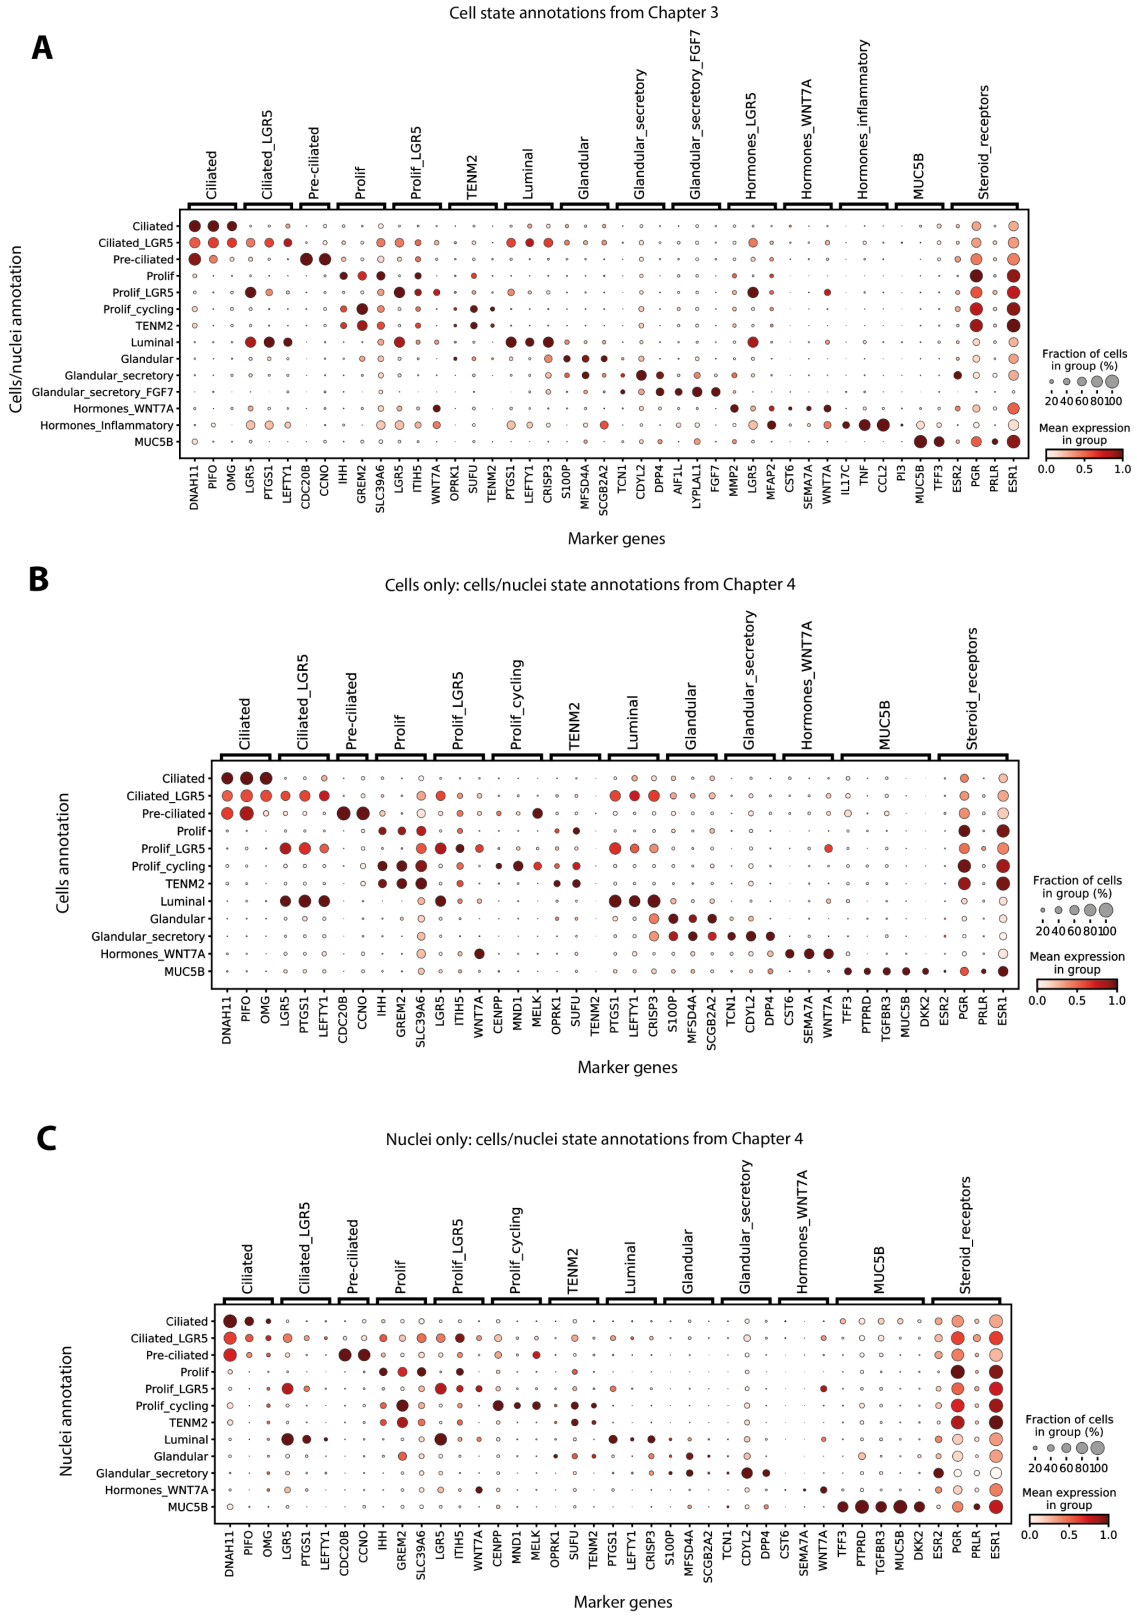 Cell state annotations from Chapter 3
A
Ciliated
Ciliated_LGR5
Pre-ciliated
Prolif
Prolif_LGR5
TENM2
Luminal
Glandular
Glandular_secretory
Glandular_secretory_FGF7
Hormones_LGR5
Hormones_WNT7A
Hormones_inflammatory
MUC5B
Steroid_receptors
Cells/nuclei annotation
Ciliated
Ciliated_LGR5
Pre-ciliated
Prolif
Prolif_LGR5
Prolif_cycling
TENM2
Luminal
Glandular
Glandular_secretory
Glandular_secretory_FGF7
Hormones_WNT7A
Hormones_Inflammatory
MUC5B
DNAH11 PIFO OMG LGR5 PTGS1 LEFTY1 CDC20B CCNO IHH GREM2 SLC39A6 LGR5 ITIH5 WNT7A OPRK1 SUFU TENM2 PTGS1 LEFTY1 CRISP3 S100P MFSD4A SCGB2A2 TCN1 CDYL2 DPP4 AIF1L LYPLAL1 FGF7 MMP2 LGR5 MFAP2 CST6 SEMA7A WNT7A IL17C TNF CCL2 PI3 MUC5B TFF3 ESR2 PGR PRLR ESR1
Marker genes
Fraction of cells
in group (%)
20 40 60 80 100
Mean expression
in group
0.0 0.5 1.0
B
Cells only: cells/nuclei state annotations from Chapter 4
Ciliated
Ciliated_LGR5
Pre-ciliated
Prolif
Prolif_LGR5
Prolif_cycling
TENM2
Luminal
Glandular
Glandular_secretory
Hormones_WNT7A
MUC5B
Steroid_receptors
Cells annotation
Ciliated
Ciliated_LGR5
Pre-ciliated
Prolif
Prolif_LGR5
Prolif_cycling
TENM2
Luminal
Glandular
Glandular_secretory
Hormones_WNT7A
MUC5B
DNAH11 PIFO OMG LGR5 PTGS1 LEFTY1 CDC20B CCNO IHH GREM2 SLC39A6 LGR5 ITIH5 WNT7A CENPP MND1 MELK OPRK1 SUFU TENM2 PTGS1 LEFTY1 CRISP3 S100P MFSD4A SCGB2A2 TCN1 CDYL2 DPP4 CST6 SEMA7A WNT7A TFF3 PTPRD TGFBR3 MUC5B DKK2 ESR2 PGR PRLR ESR1
Marker genes
Fraction of cells
in group (%)
20 40 60 80 100
Mean expression
in group
0.0 0.5 1.0
C
Nuclei only: cells/nuclei state annotations from Chapter 4
Ciliated
Ciliated_LGR5
Pre-ciliated
Prolif
Prolif_LGR5
Prolif_cycling
TENM2
Luminal
Glandular
Glandular_secretory
Hormones_WNT7A
MUC5B
Steroid_receptors
Nuclei annotation
Ciliated
Ciliated_LGR5
Pre-ciliated
Prolif
Prolif_LGR5
Prolif_cycling
TENM2
Luminal
Glandular
Glandular_secretory
Hormones_WNT7A
MUC5B
DNAH11 PIFO OMG LGR5 PTGS1 LEFTY1 CDC20B CCNO IHH GREM2 SLC39A6 LGR5 ITIH5 WNT7A CENPP MND1 MELK OPRK1 SUFU TENM2 PTGS1 LEFTY1 CRISP3 S100P MFSD4A SCGB2A2 TCN1 CDYL2 DPP4 CST6 SEMA7A WNT7A TFF3 PTPRD TGFBR3 MUC5B DKK2 ESR2 PGR PRLR ESR1
Marker genes
Fraction of cells
in group (%)
20 40 60 80 100
Mean expression
in group
0.0 0.5 1.0